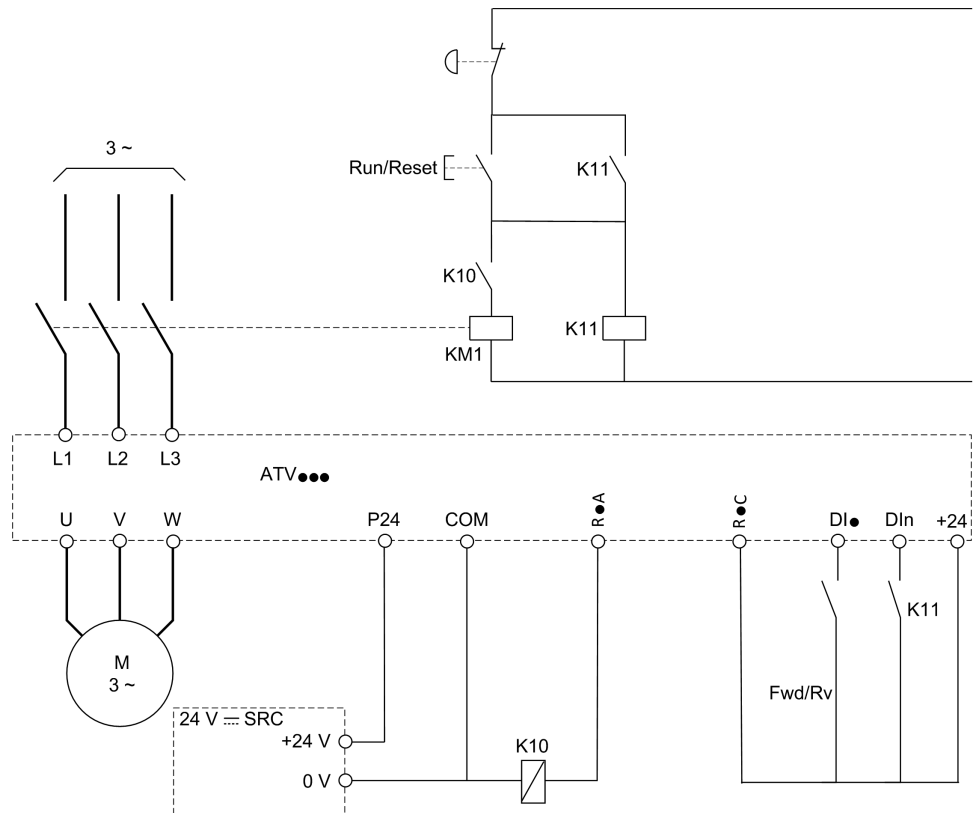 3 ~
Run/Reset
K11
K10
KM1
K11
L1 L2 L3
ATV●●●
U V W
P24
COM
R●A
R●C
DI●
DIn
+24
K11
M
3 ~
Fwd/Rv
24 V ⎓ SRC
+24 V
K10
0 V